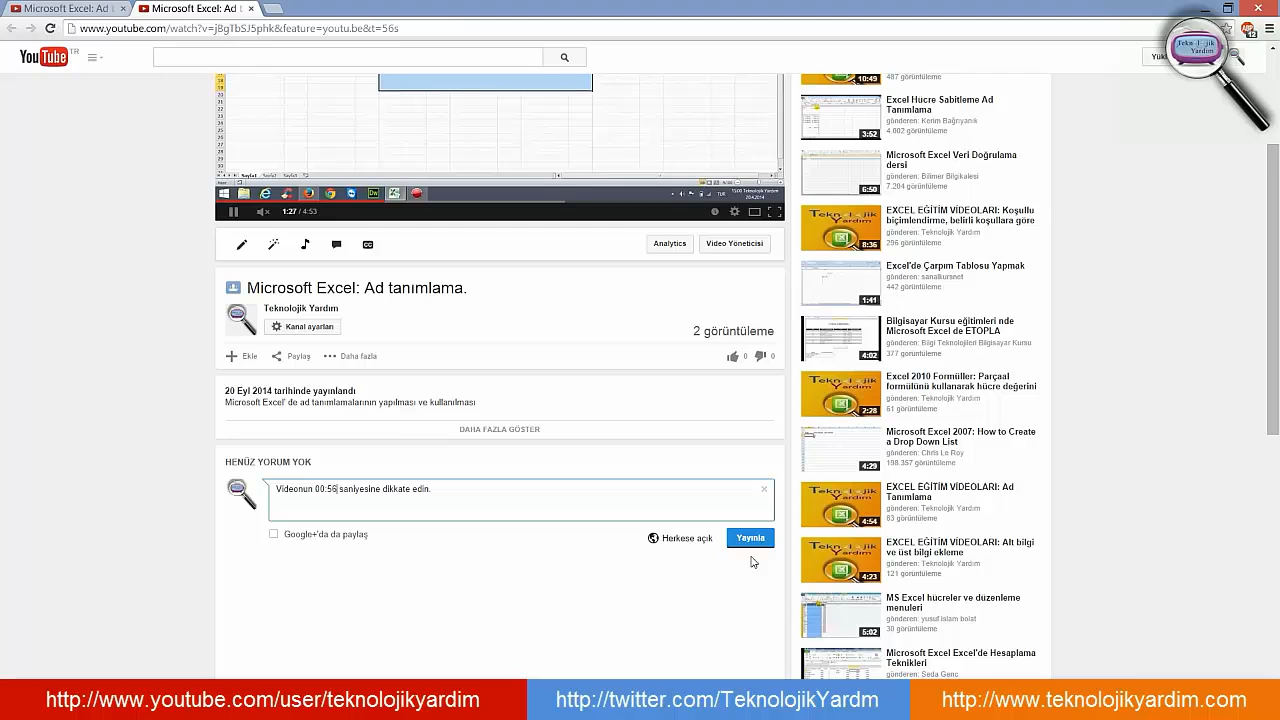 Microsoft Excel: Ad t
Microsoft Excel: Ad L
www.youtube.com/watch?v=jBgTbSJ5phk&feature=youtu.be&t=56s
YouTube TR
Yük
Teknolojik
Yardım
1:27 / 4:53
Analytics
Video Yöneticisi
Microsoft Excel: Ad tanımlama.
Teknolojik Yardım
Kanal ayarları
2 görüntüleme
Ekle
Paylaş
Daha fazla
0
0
20 Eyl 2014 tarihinde yayınlandı
Microsoft Excel' de ad tanımlamalarının yapılması ve kullanılması
DAHA FAZLA GÖSTER
HENÜZ YORUM YOK
Videonun 00:56 saniyesine dikkate edin.
Google+'da da paylaş
Herkese açık
Yayınla
10:49
487 görüntüleme
Excel Hücre Sabitleme Ad
Tanımlama
gönderen: Kerim Bağrıyanık
4.002 görüntüleme
3:52
Microsoft Excel Veri Doğrulama
dersi
gönderen: Bilimer Bilgikalesi
7.204 görüntüleme
6:50
EXCEL EĞİTİM VİDEOLARI: Koşullu
biçimlendirme, belirli koşullara göre
gönderen: Teknolojik Yardım
296 görüntüleme
8:36
Excel'de Çarpım Tablosu Yapmak
gönderen: sanalkursnet
442 görüntüleme
1:41
Bilgisayar Kursu eğitimleri nde
Microsoft Excel de ETOPLA
gönderen: Bilgi Teknolojileri Bilgisayar Kursu
377 görüntüleme
4:02
Excel 2010 Formüller: Parçaal
formülünü kullanarak hücre değerini
gönderen: Teknolojik Yardım
61 görüntüleme
2:28
Microsoft Excel 2007: How to Create
a Drop Down List
gönderen: Chris Le Roy
198.357 görüntüleme
4:29
EXCEL EĞİTİM VİDEOLARI: Ad
Tanımlama
gönderen: Teknolojik Yardım
83 görüntüleme
4:54
EXCEL EĞİTİM VİDEOLARI: Alt bilgi
ve üst bilgi ekleme
gönderen: Teknolojik Yardım
121 görüntüleme
4:23
MS Excel hücreler ve düzenleme
menuleri
gönderen: yusuf islam bolat
38 görüntüleme
5:02
Microsoft Excel Excel'de Hesaplama
Teknikleri
gönderen: Seda Genc
http://www.youtube.com/user/teknolojikyardim
http://twitter.com/TeknolojikYardm
http://www.teknolojikyardim.com